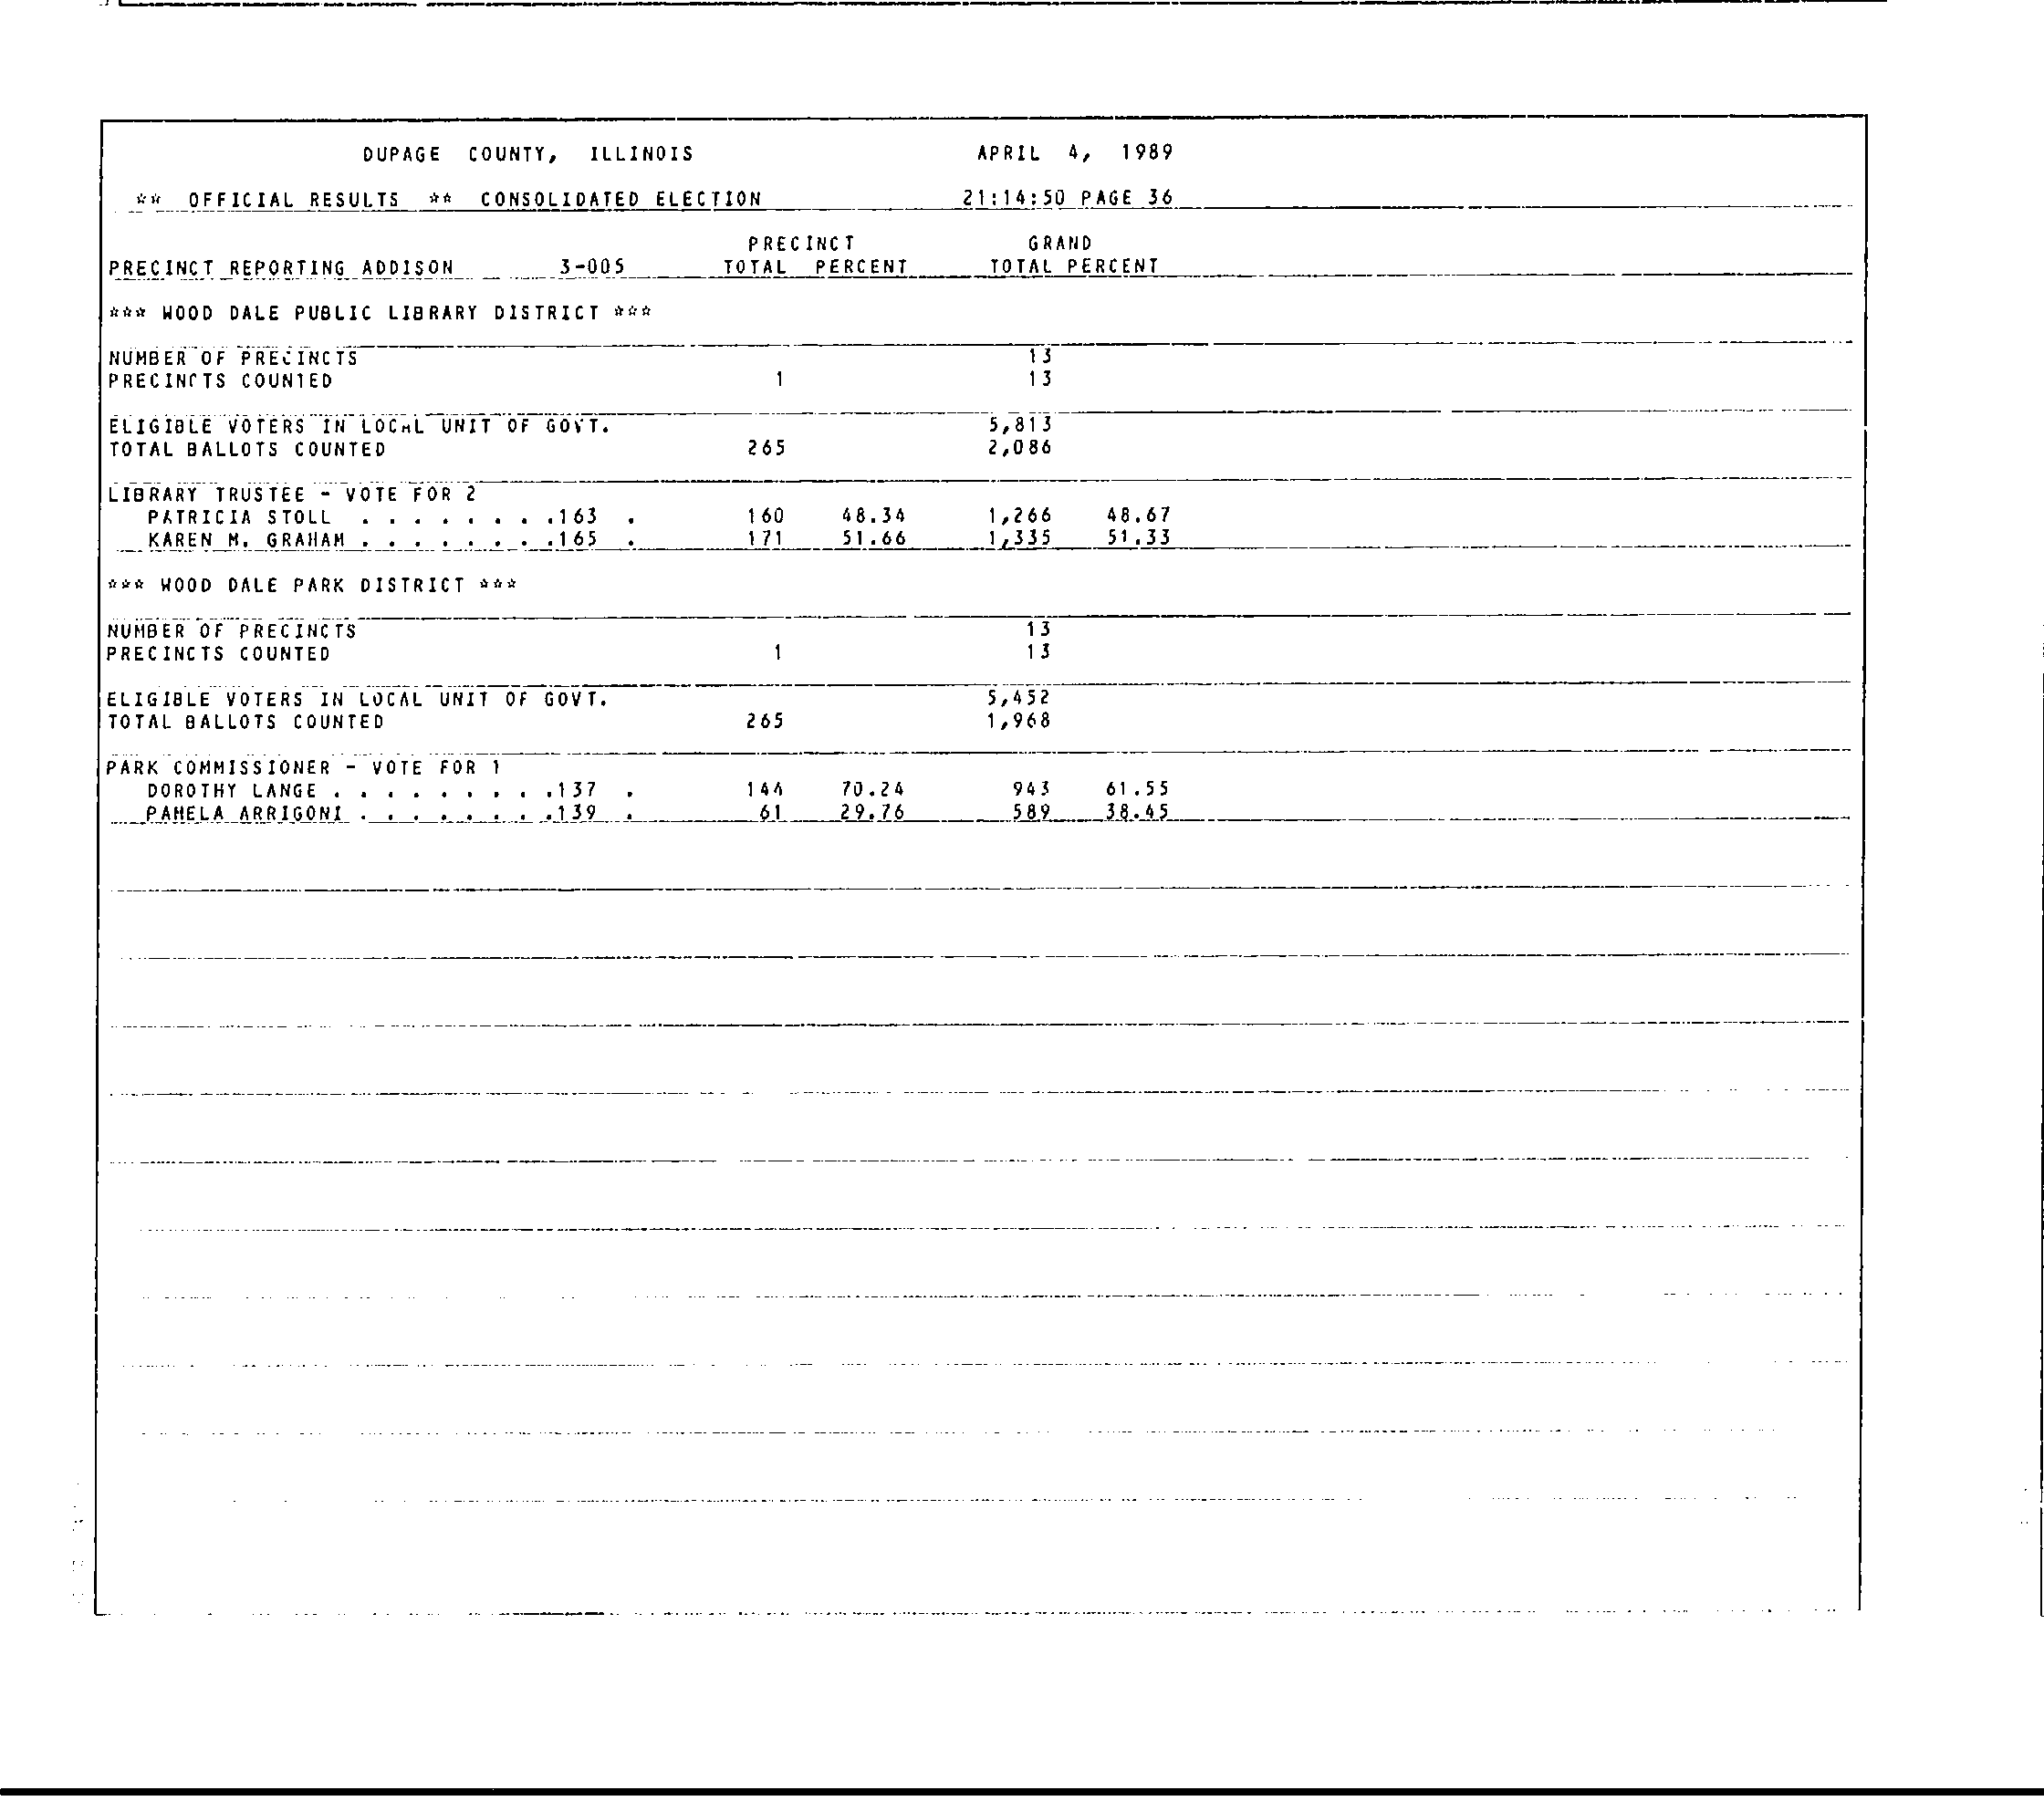 DUPAGE COUNTY, ILLINOIS APRIL 4, 1989
** OFFICIAL RESULTS ** CONSOLIDATED ELECTION 21:14:50 PAGE 36
PRECINCT GRAND
PRECINCT REPORTING ADDISON 3-005 TOTAL PERCENT TOTAL PERCENT
*** WOOD DALE PUBLIC LIBRARY DISTRICT ***
NUMBER OF PRECINCTS 13
PRECINCTS COUNTED 1 13
ELIGIBLE VOTERS IN LOCAL UNIT OF GOVT. 5,813
TOTAL BALLOTS COUNTED 265 2,086
LIBRARY TRUSTEE - VOTE FOR 2
PATRICIA STOLL . . . . . . . .163 . 160 48.34 1,266 48.67
KAREN M. GRAHAM . . . . . . . .165 . 171 51.66 1,335 51.33
*** WOOD DALE PARK DISTRICT ***
NUMBER OF PRECINCTS 13
PRECINCTS COUNTED 1 13
ELIGIBLE VOTERS IN LOCAL UNIT OF GOVT. 5,452
TOTAL BALLOTS COUNTED 265 1,968
PARK COMMISSIONER - VOTE FOR 1
DOROTHY LANGE . . . . . . . . .137 . 144 70.24 943 61.55
PAMELA ARRIGONI . . . . . . . .139 . 61 29.76 589 38.45